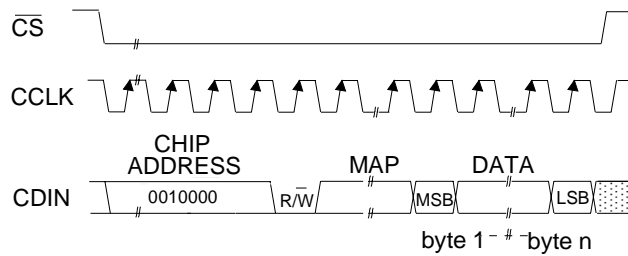 CS
CCLK
CHIP
ADDRESS
MAP
DATA
CDIN
0010000
R/W
MSB
LSB
byte 1 - - byte n